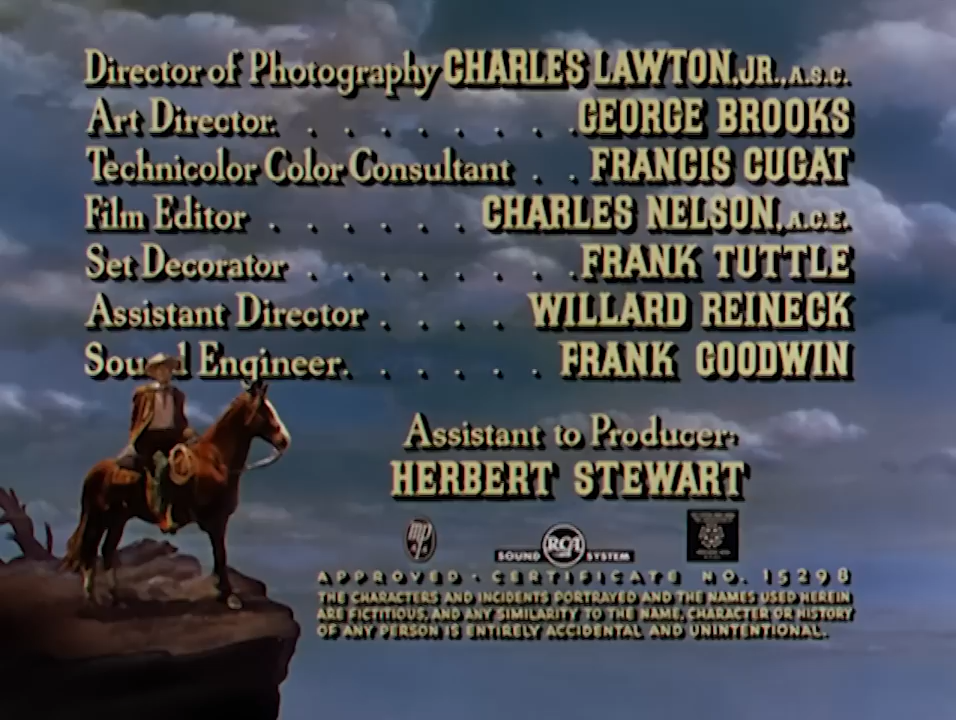 Director of Photography CHARLES LAWTON, JR., A.S.C.
Art Director . . . . . . . . GEORGE BROOKS
Technicolor Color Consultant . . FRANCIS CUGAT
Film Editor . . . . . . CHARLES NELSON, A.C.E.
Set Decorator . . . . . . . . FRANK TUTTLE
Assistant Director . . . . WILLARD REINECK
Sound Engineer . . . . . . FRANK GOODWIN
Assistant to Producer:
HERBERT STEWART
SOUND RCA SYSTEM
APPROVED - CERTIFICATE NO. 15298
THE CHARACTERS AND INCIDENTS PORTRAYED AND THE NAMES USED HEREIN
ARE FICTITIOUS, AND ANY SIMILARITY TO THE NAME, CHARACTER OR HISTORY
OF ANY PERSON IS ENTIRELY ACCIDENTAL AND UNINTENTIONAL.